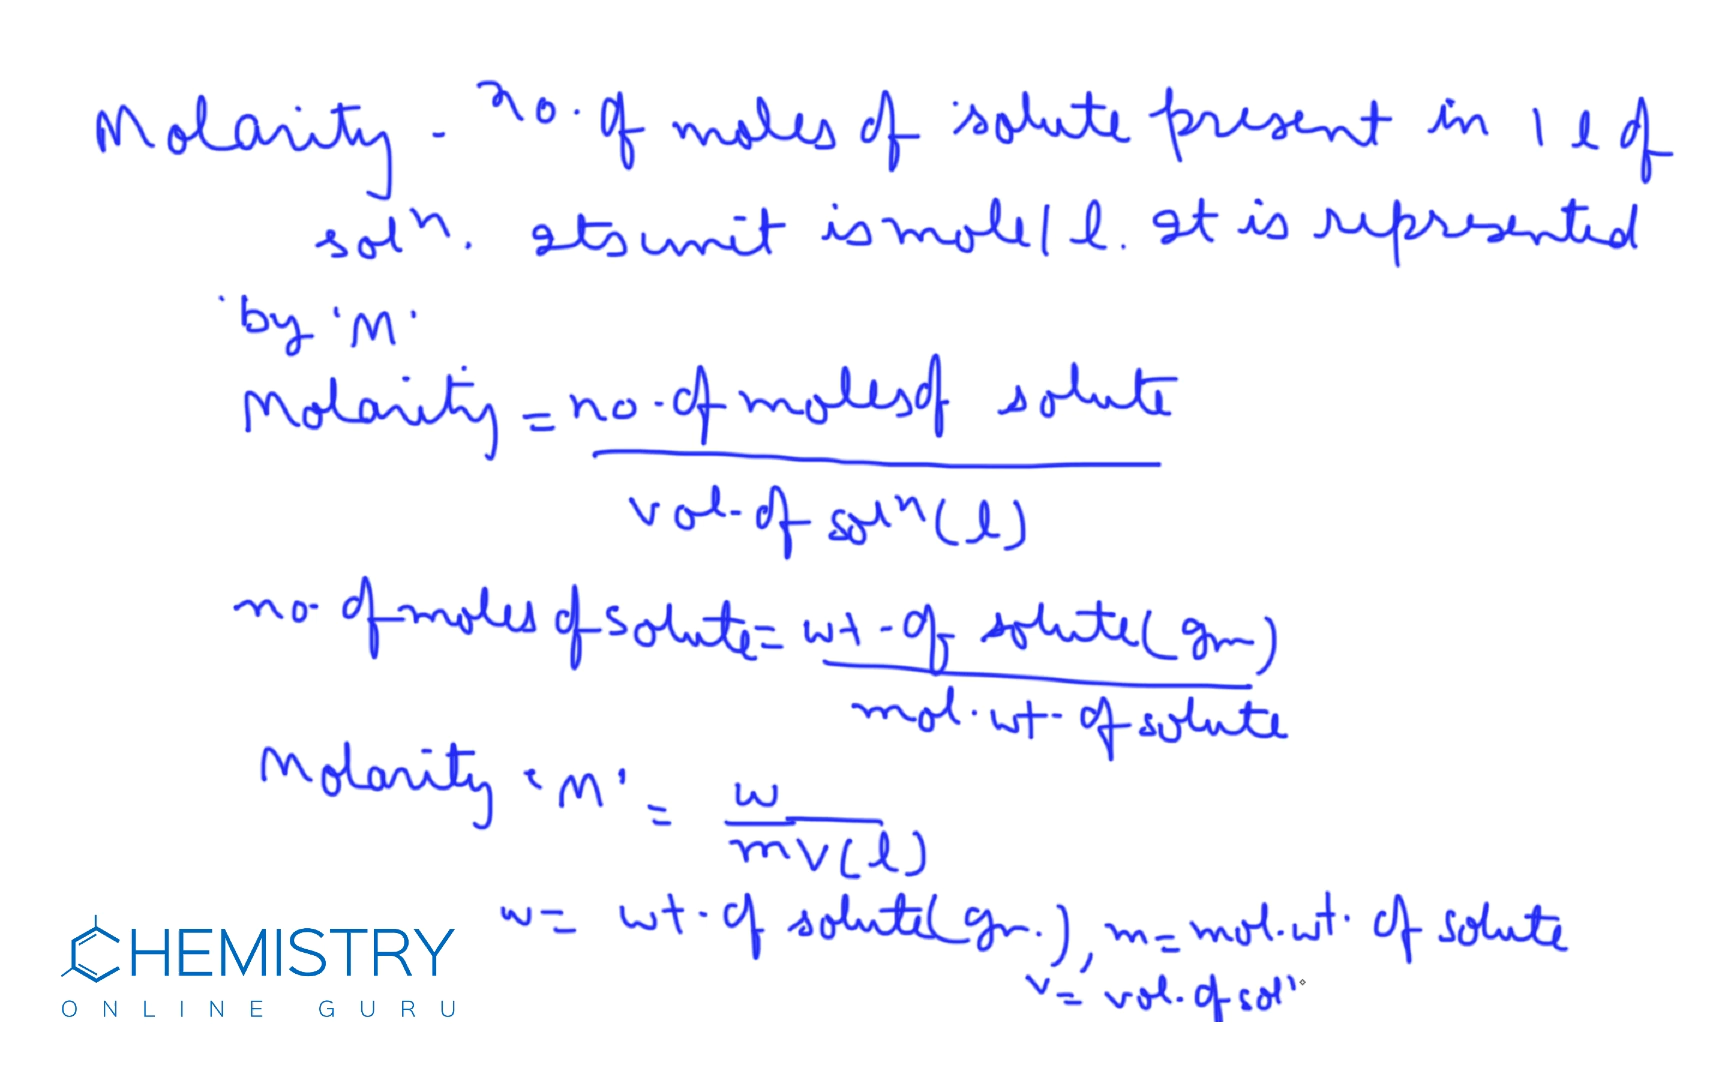 Molarity - no. of moles of solute present in 1 l of
solⁿ. Its unit is mole/l. It is represented
by 'M'
Molarity = no. of moles of solute
vol. of solⁿ (l)
no. of moles of solute = wt. of solute (gm)
mol. wt. of solute
Molarity 'M' = w
mV(l)
w = wt. of solute (gm.), m = mol. wt. of solute
V = vol. of solⁿ
CHEMISTRY
ONLINE GURU